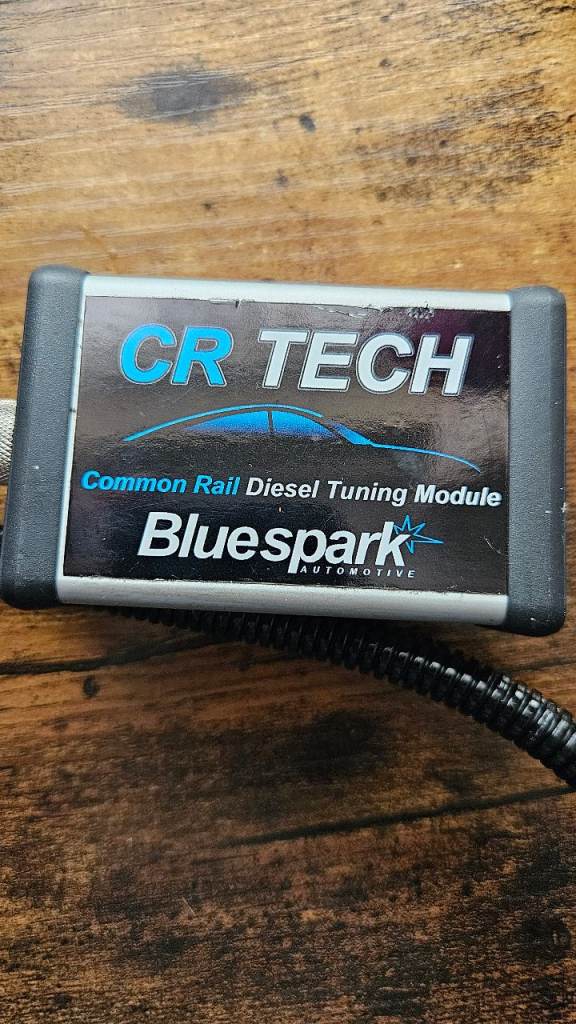 CR TECH
Common Rail Diesel Tuning Module
Bluespark
AUTOMOTIVE